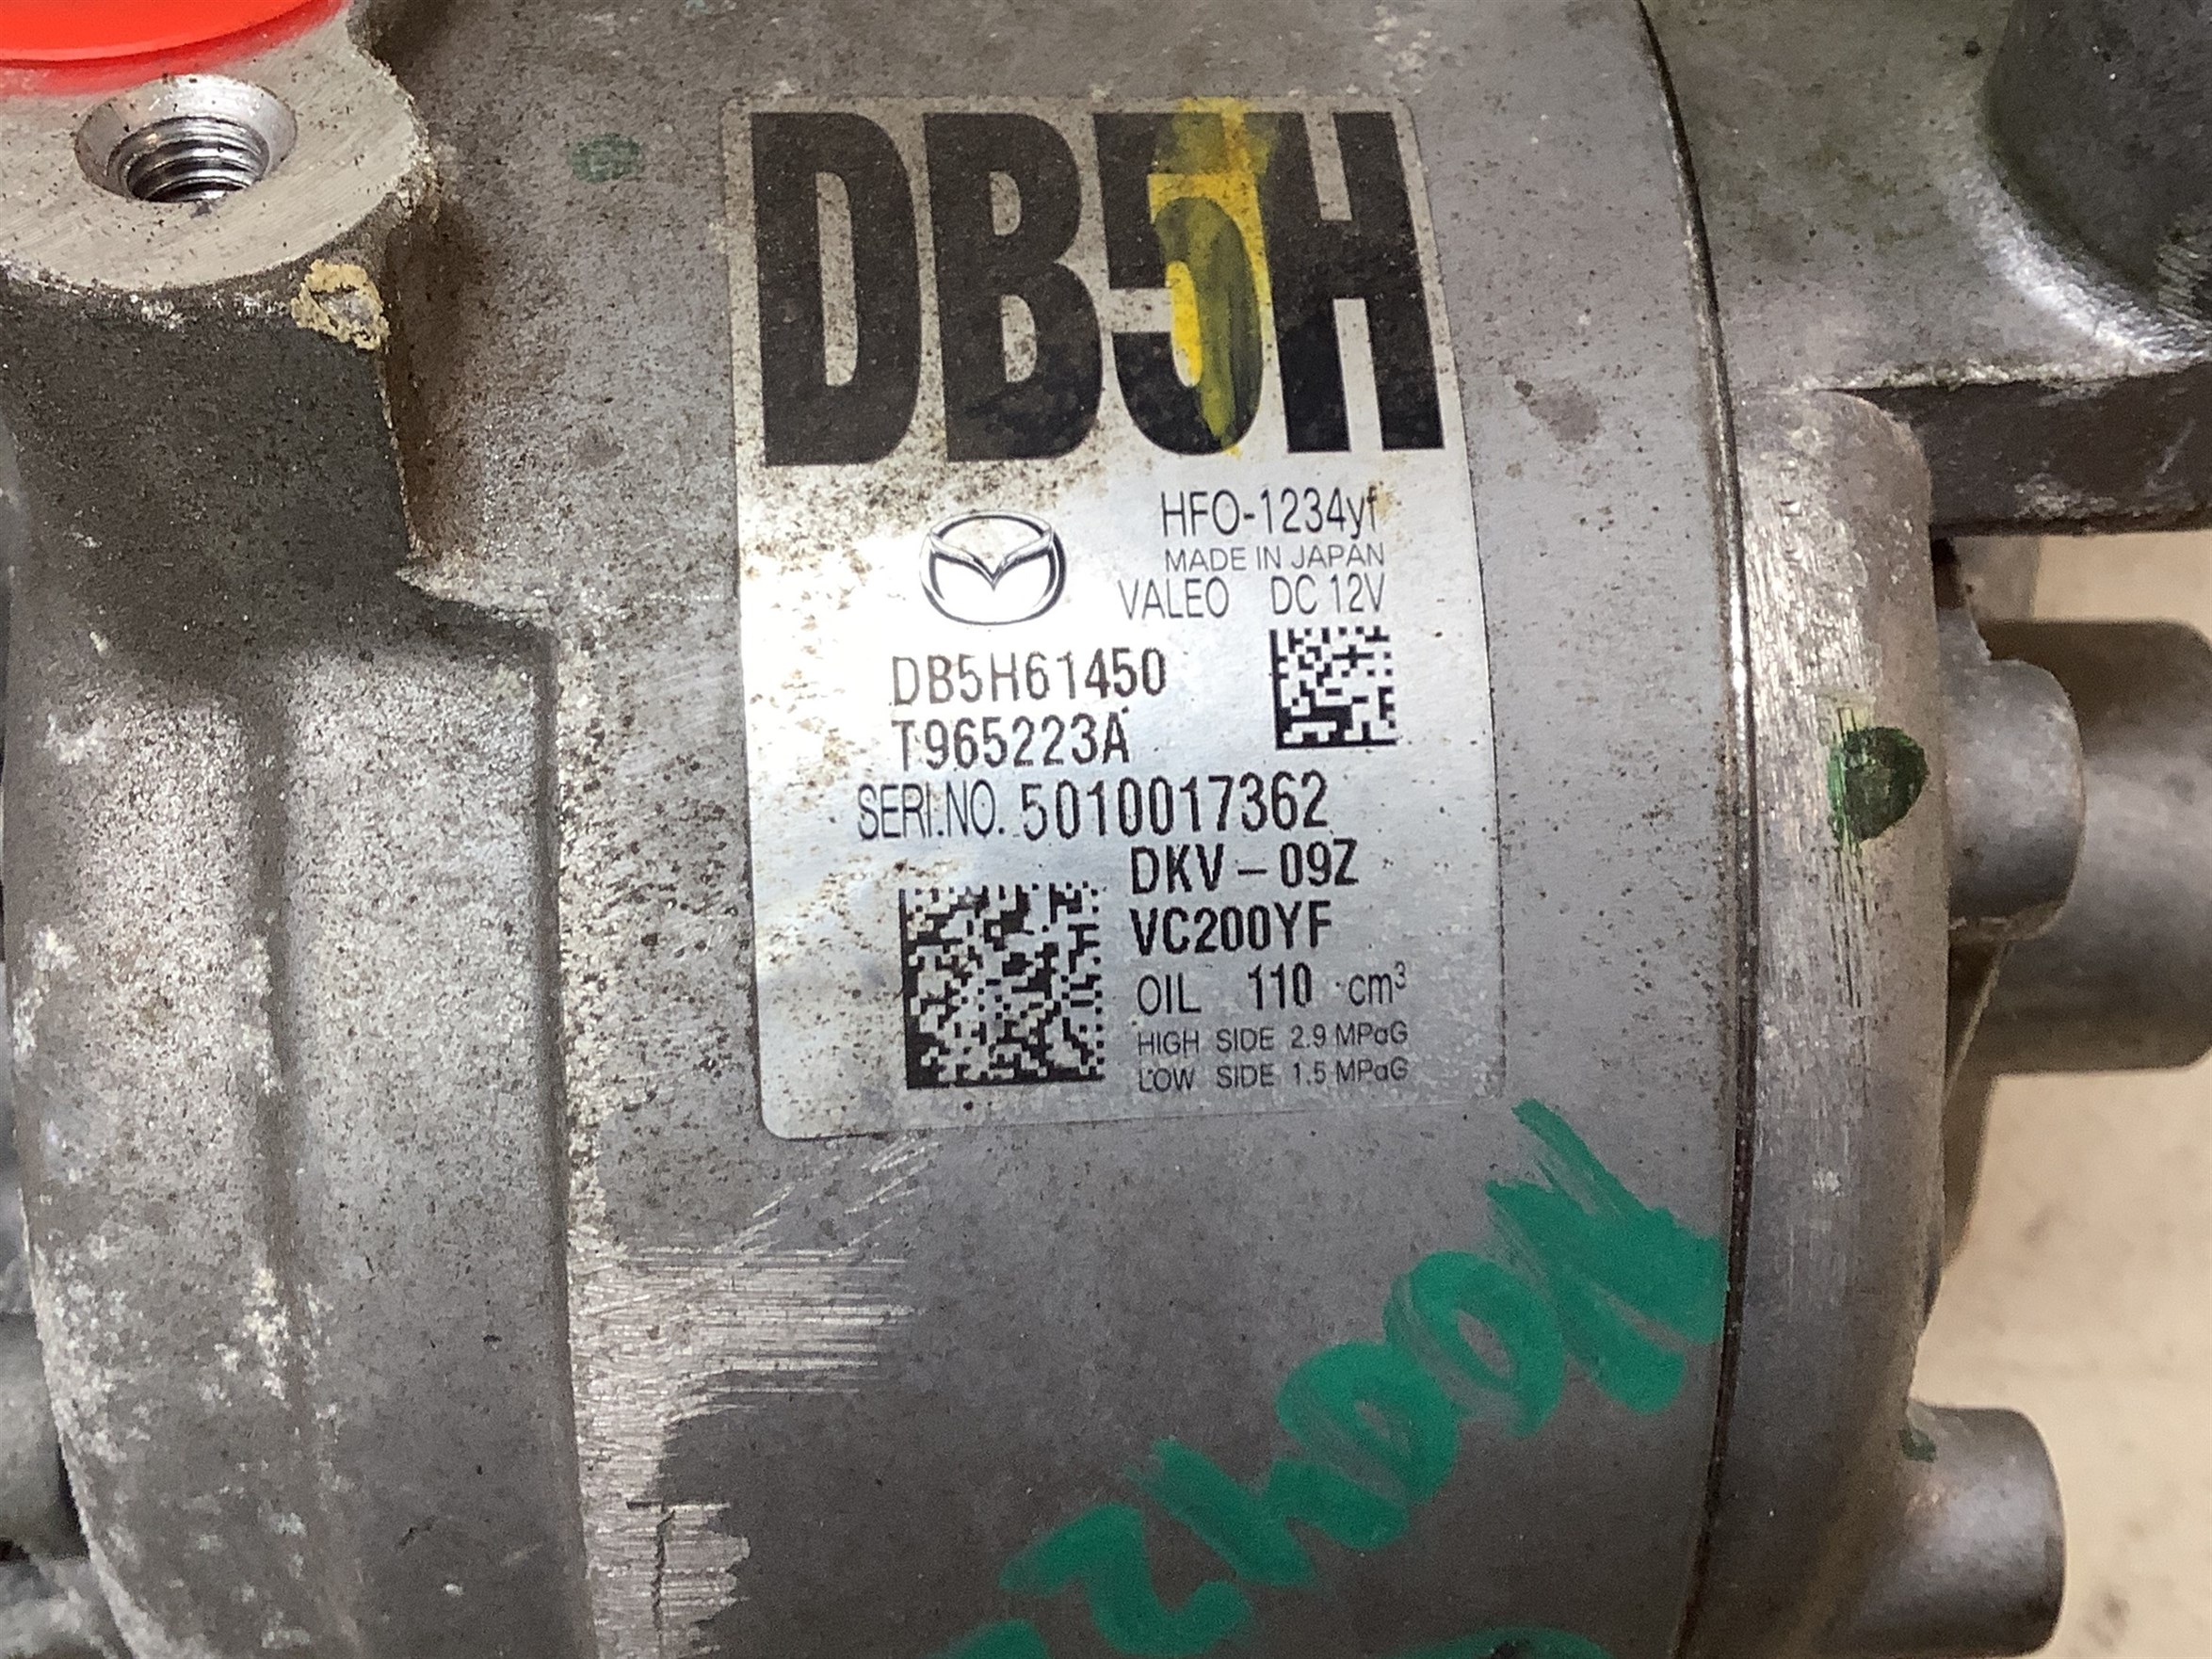 DB5H
HFO-1234yf
MADE IN JAPAN
VALEO DC 12V
DB5H61450
T965223A
SERI.NO. 5010017362
DKV-09Z
VC200YF
OIL 110 cm³
HIGH SIDE 2.9 MPaG
LOW SIDE 1.5 MPaG